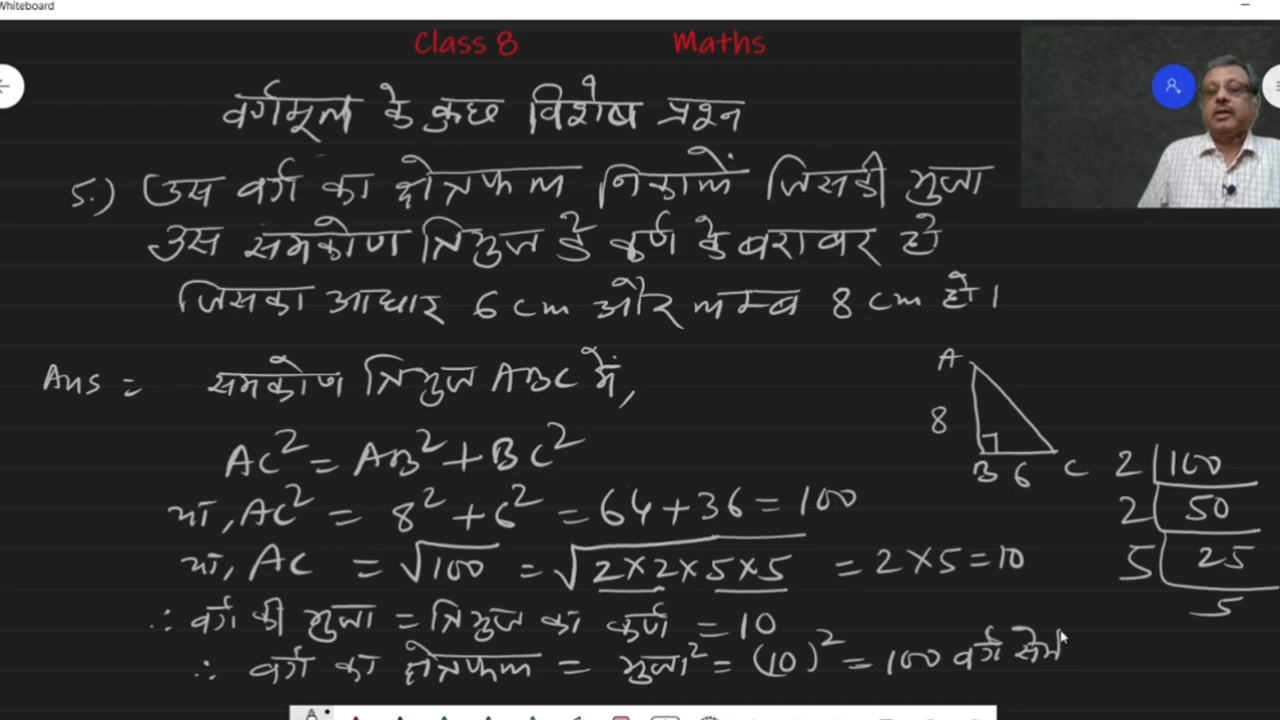 Whiteboard
Class 8 Maths
वर्गमूल के कुछ विशेष प्रश्न
5.) उस वर्ग का क्षेत्रफल निकालें जिसकी भुजा
उस समकोण त्रिभुज के कर्ण के बराबर हो
जिसका आधार 6 cm और लम्ब 8 cm हो।
Ans = समकोण त्रिभुज ABC में,
AC² = AB² + BC²
या, AC² = 8² + 6² = 64 + 36 = 100
या, AC = √100 = √2×2×5×5 = 2×5=10
∴ वर्ग की भुजा = त्रिभुज का कर्ण = 10
∴ वर्ग का क्षेत्रफल = भुजा² = (10)² = 100 वर्ग सेमी
A
8
B 6 C
2 | 100
2 | 50
5 | 25
5